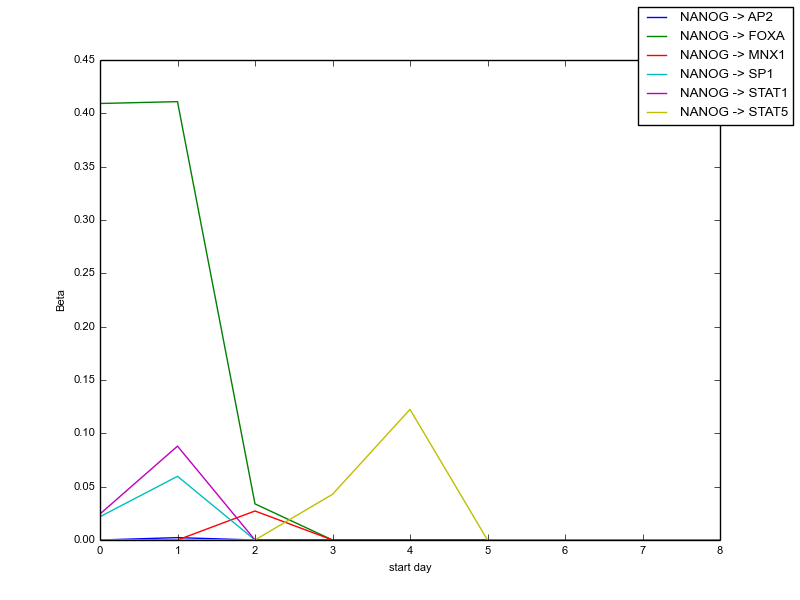 NANOG -> AP2
NANOG -> FOXA
NANOG -> MNX1
NANOG -> SP1
NANOG -> STAT1
NANOG -> STAT5
0.45
0.40
0.35
0.30
0.25
0.20
0.15
0.10
0.05
0.00
Beta
0 1 2 3 4 5 6 7 8
start day